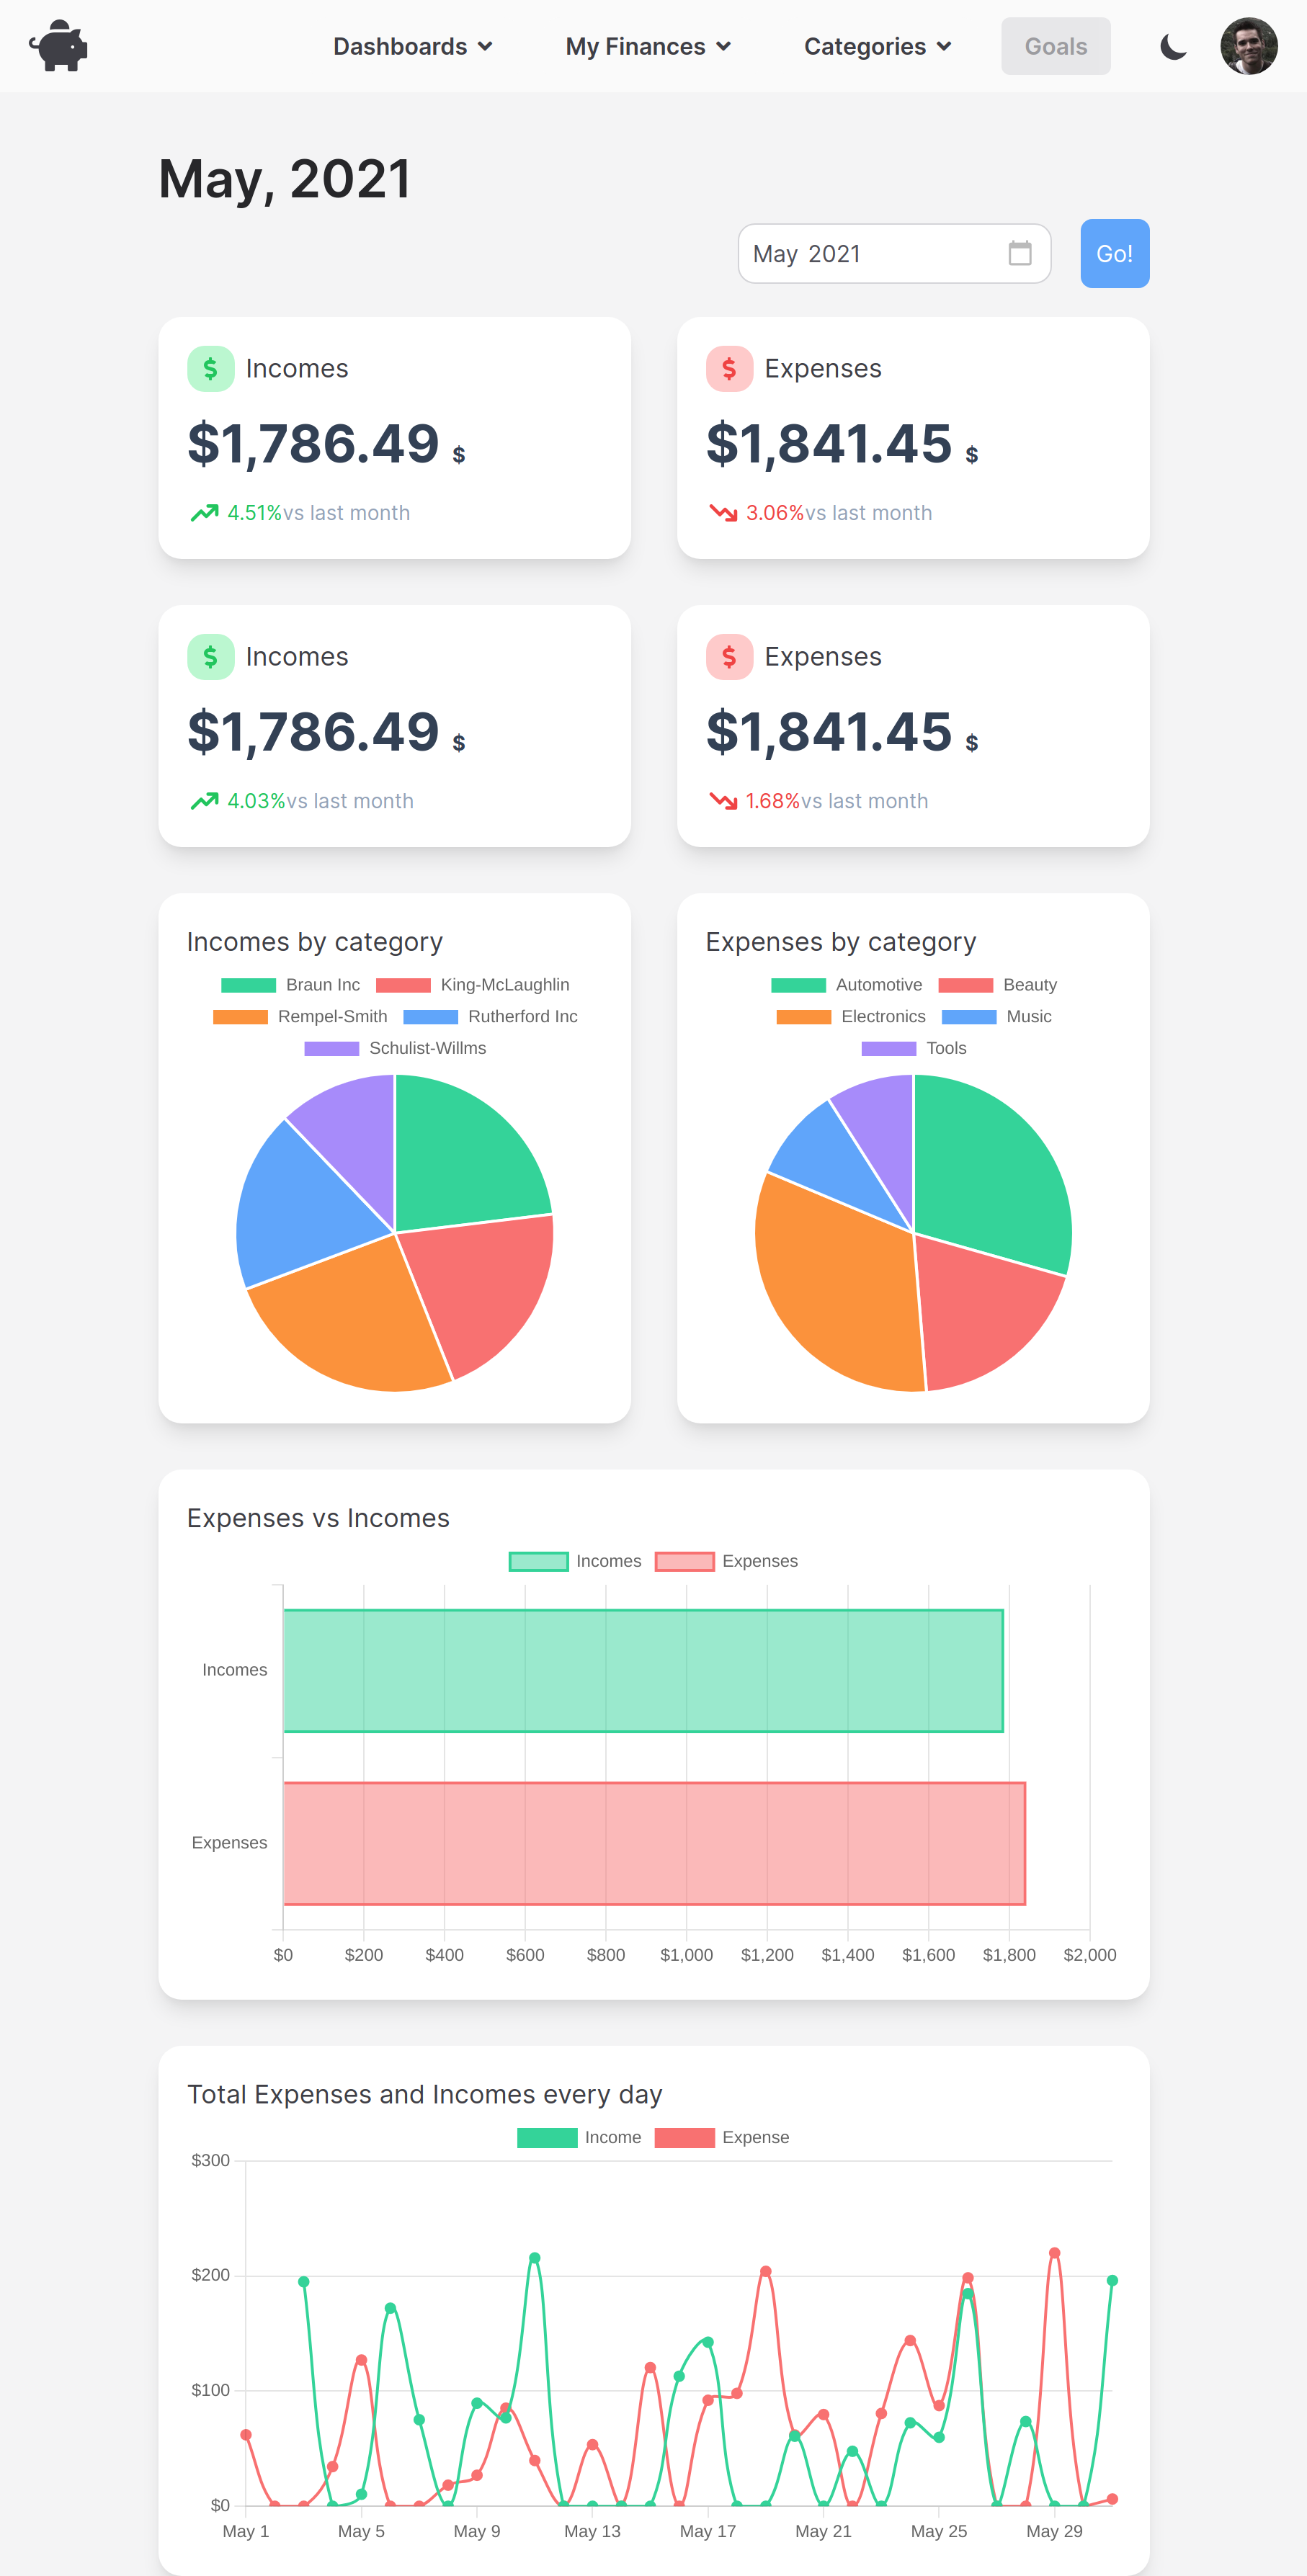 Dashboards My Finances Categories Goals
May, 2021
May 2021 Go!
$ Incomes
$1,786.49 $
4.51%vs last month
$ Expenses
$1,841.45 $
3.06%vs last month
$ Incomes
$1,786.49 $
4.03%vs last month
$ Expenses
$1,841.45 $
1.68%vs last month
Incomes by category
Braun Inc King-McLaughlin
Rempel-Smith Rutherford Inc
Schulist-Willms
Expenses by category
Automotive Beauty
Electronics Music
Tools
Expenses vs Incomes
Incomes Expenses
Incomes
Expenses
$0 $200 $400 $600 $800 $1,000 $1,200 $1,400 $1,600 $1,800 $2,000
Total Expenses and Incomes every day
Income Expense
$300
$200
$100
$0
May 1 May 5 May 9 May 13 May 17 May 21 May 25 May 29